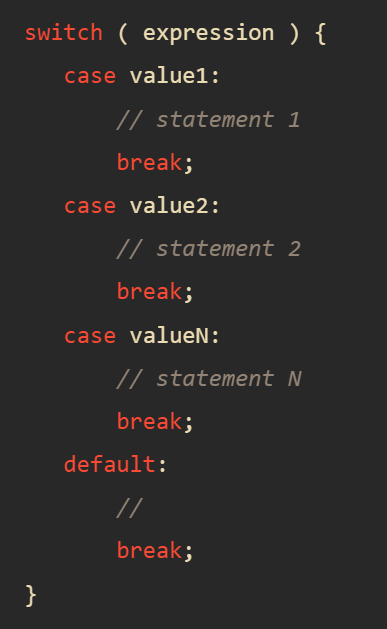 switch ( expression ) {
   case value1:
       // statement 1
       break;
   case value2:
       // statement 2
       break;
   case valueN:
       // statement N
       break;
   default:
       //
       break;
}